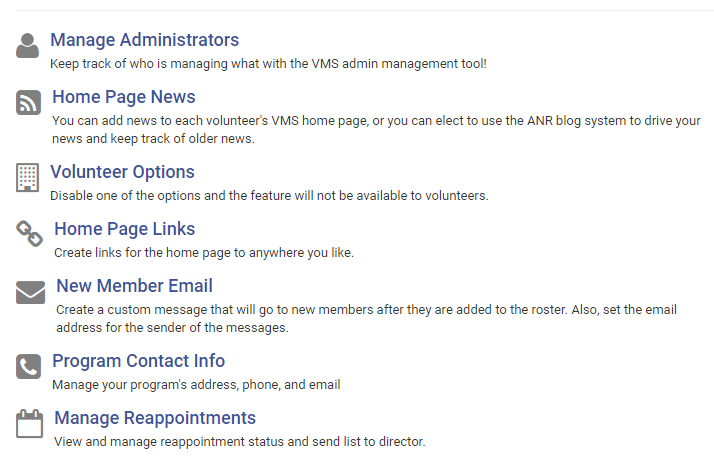 Manage Administrators
Keep track of who is managing what with the VMS admin management tool!
Home Page News
You can add news to each volunteer's VMS home page, or you can elect to use the ANR blog system to drive your
news and keep track of older news.
Volunteer Options
Disable one of the options and the feature will not be available to volunteers.
Home Page Links
Create links for the home page to anywhere you like.
New Member Email
Create a custom message that will go to new members after they are added to the roster. Also, set the email
address for the sender of the messages.
Program Contact Info
Manage your program's address, phone, and email
Manage Reappointments
View and manage reappointment status and send list to director.